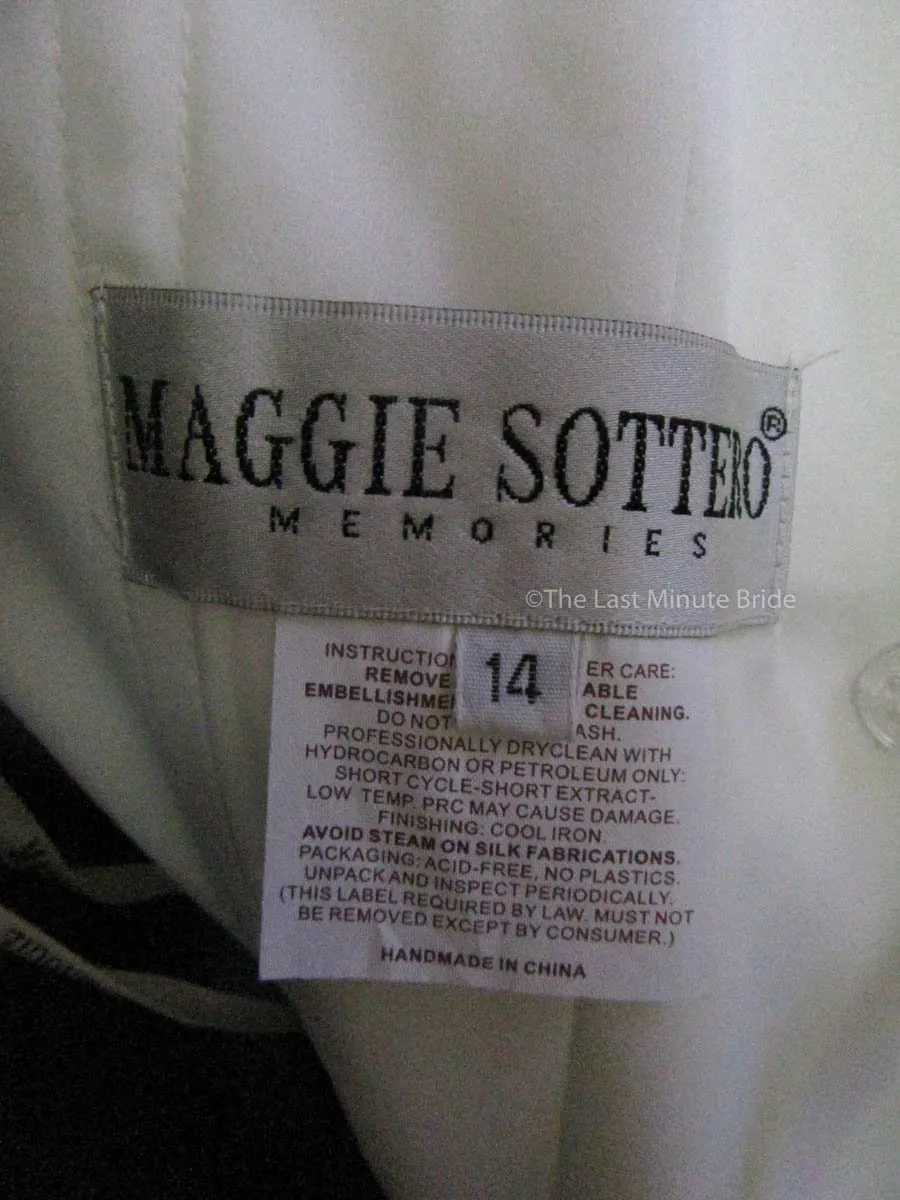 MAGGIE SOTTERO®
MEMORIES
©The Last Minute Bride
14
INSTRUCTION ER CARE:
REMOVE ABLE
EMBELLISHME CLEANING.
DO NOT ASH.
PROFESSIONALLY DRYCLEAN WITH
HYDROCARBON OR PETROLEUM ONLY:
SHORT CYCLE-SHORT EXTRACT-
LOW TEMP. PRC MAY CAUSE DAMAGE.
FINISHING: COOL IRON.
AVOID STEAM ON SILK FABRICATIONS.
PACKAGING: ACID-FREE, NO PLASTICS.
UNPACK AND INSPECT PERIODICALLY.
(THIS LABEL REQUIRED BY LAW. MUST NOT
BE REMOVED EXCEPT BY CONSUMER.)
HANDMADE IN CHINA